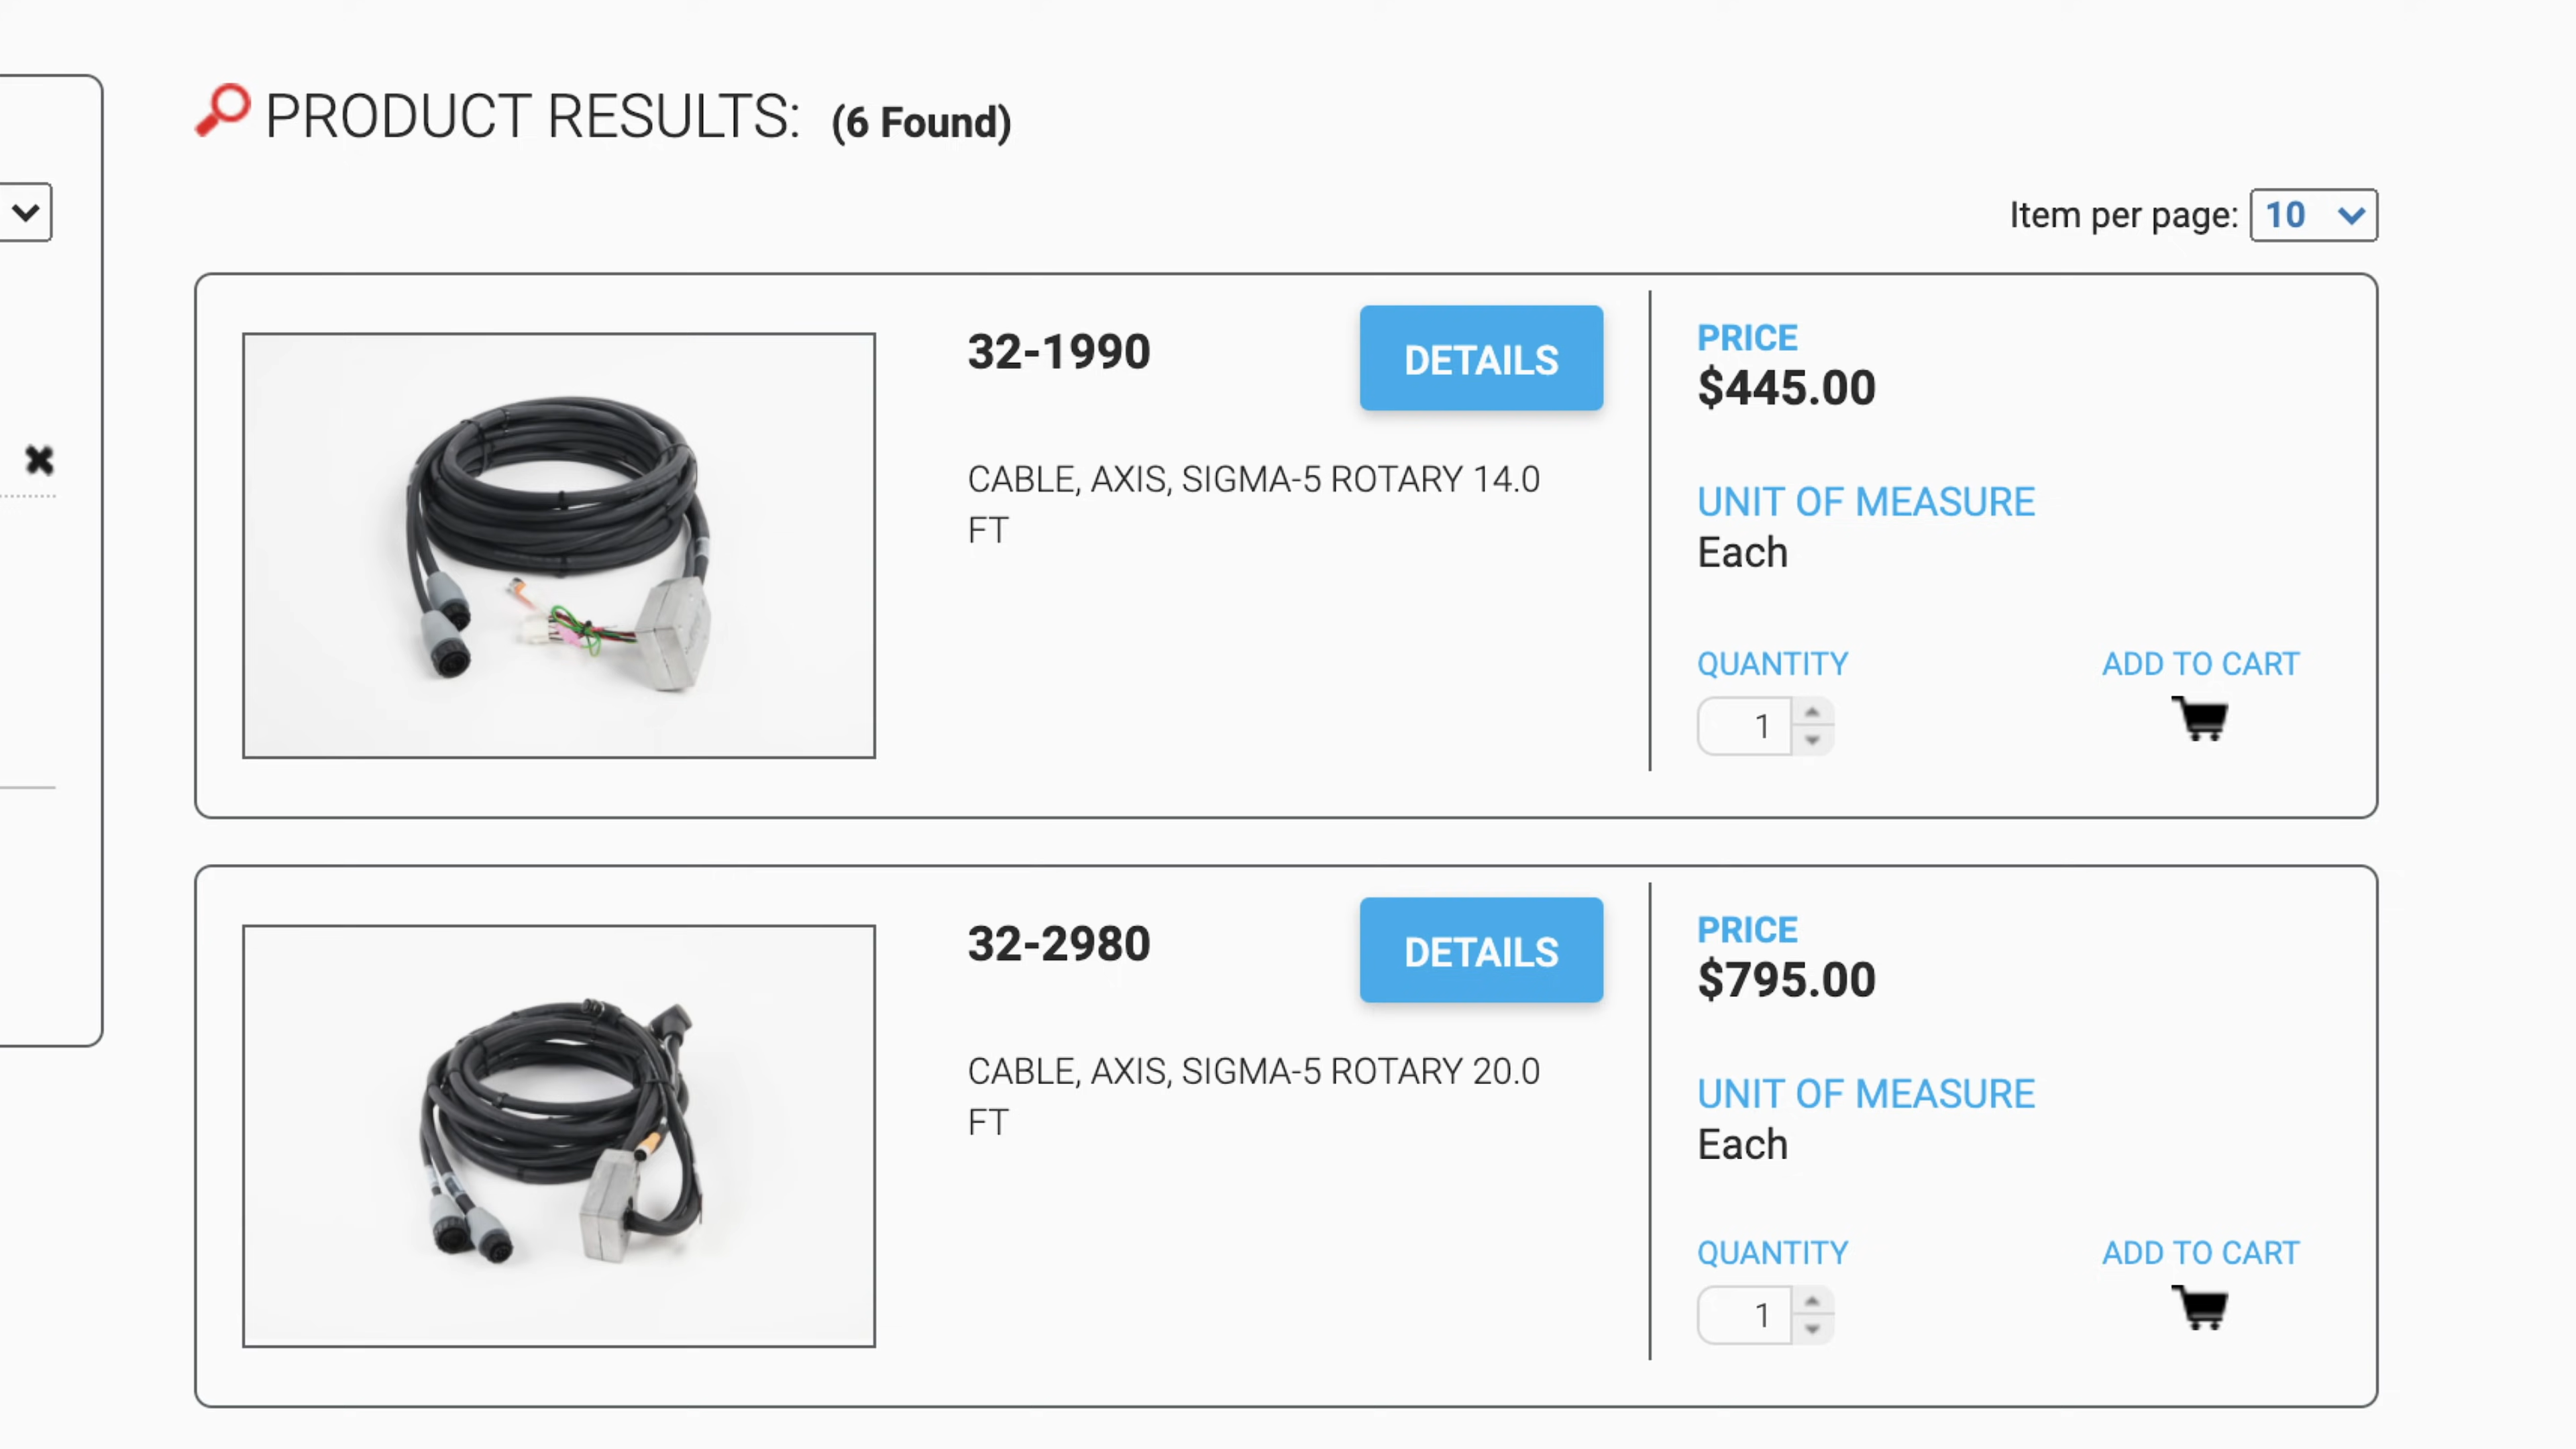 PRODUCT RESULTS: (6 Found)
Item per page: 10
32-1990
DETAILS
CABLE, AXIS, SIGMA-5 ROTARY 14.0
FT
PRICE
$445.00
UNIT OF MEASURE
Each
QUANTITY
ADD TO CART
1
32-2980
DETAILS
CABLE, AXIS, SIGMA-5 ROTARY 20.0
FT
PRICE
$795.00
UNIT OF MEASURE
Each
QUANTITY
ADD TO CART
1